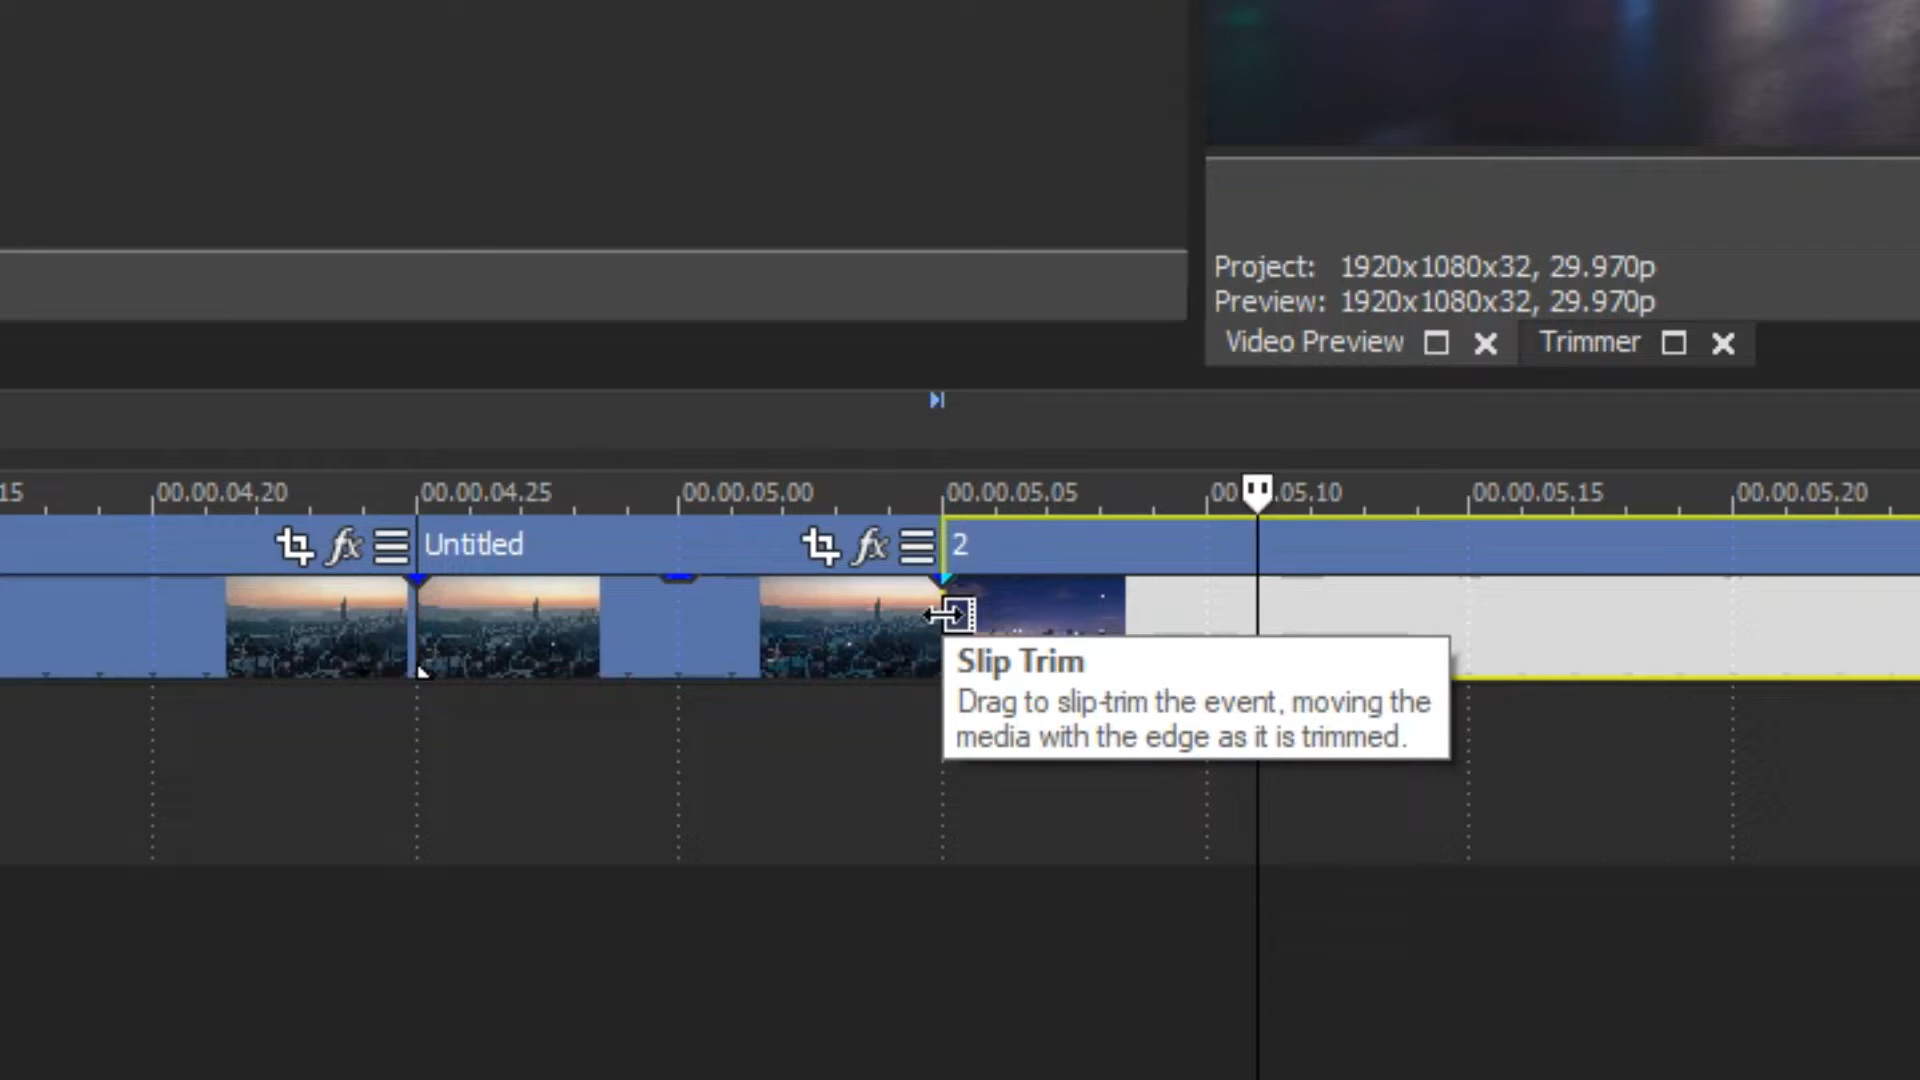 Project: 1920x1080x32, 29.970p
Preview: 1920x1080x32, 29.970p
Video Preview Trimmer
15 00.00.04.20 00.00.04.25 00.00.05.00 00.00.05.05 00 .05.10 00.00.05.15 00.00.05.20
fx Untitled fx 2
Slip Trim
Drag to slip-trim the event, moving the
media with the edge as it is trimmed.